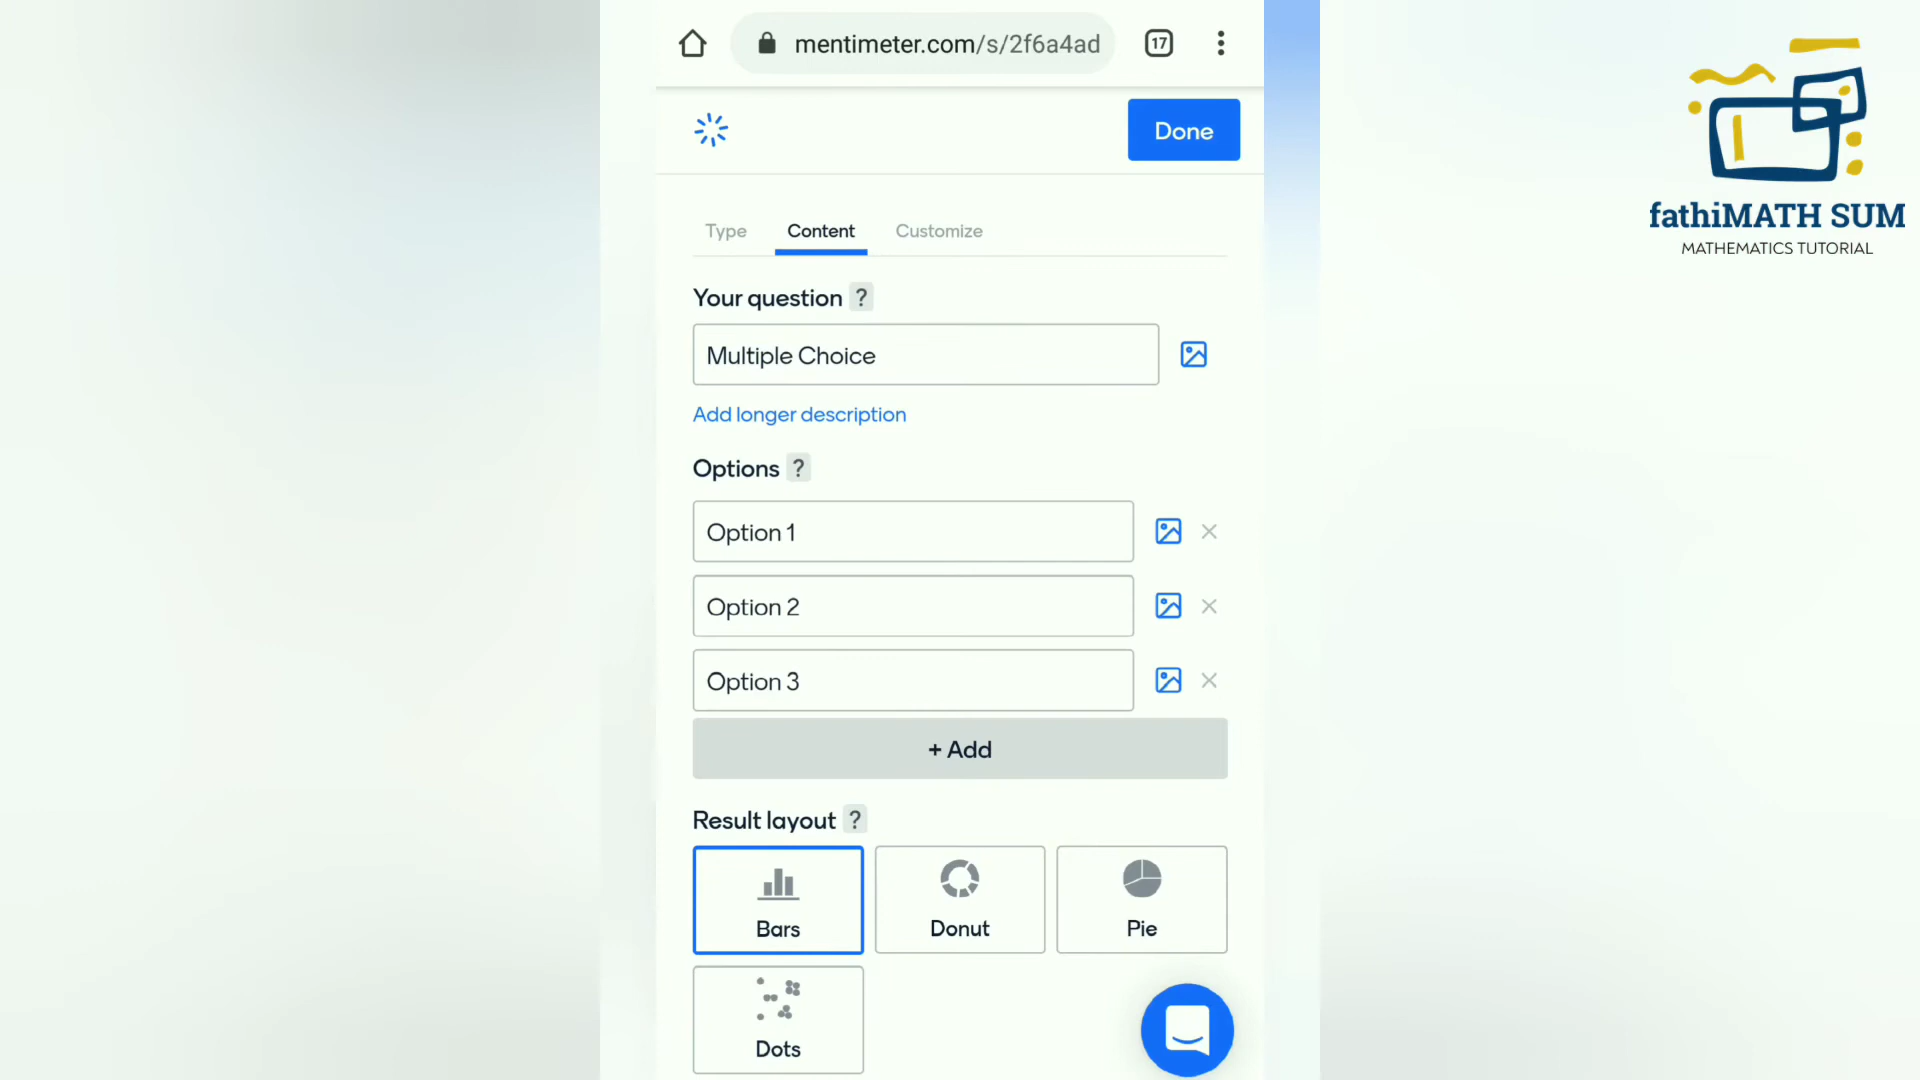 mentimeter.com/s/2f6a4ad
17
Done
Type Content Customize
Your question ?
Multiple Choice
Add longer description
Options ?
Option 1
Option 2
Option 3
+ Add
Result layout ?
Bars Donut Pie
Dots
fathiMATH SUM
MATHEMATICS TUTORIAL